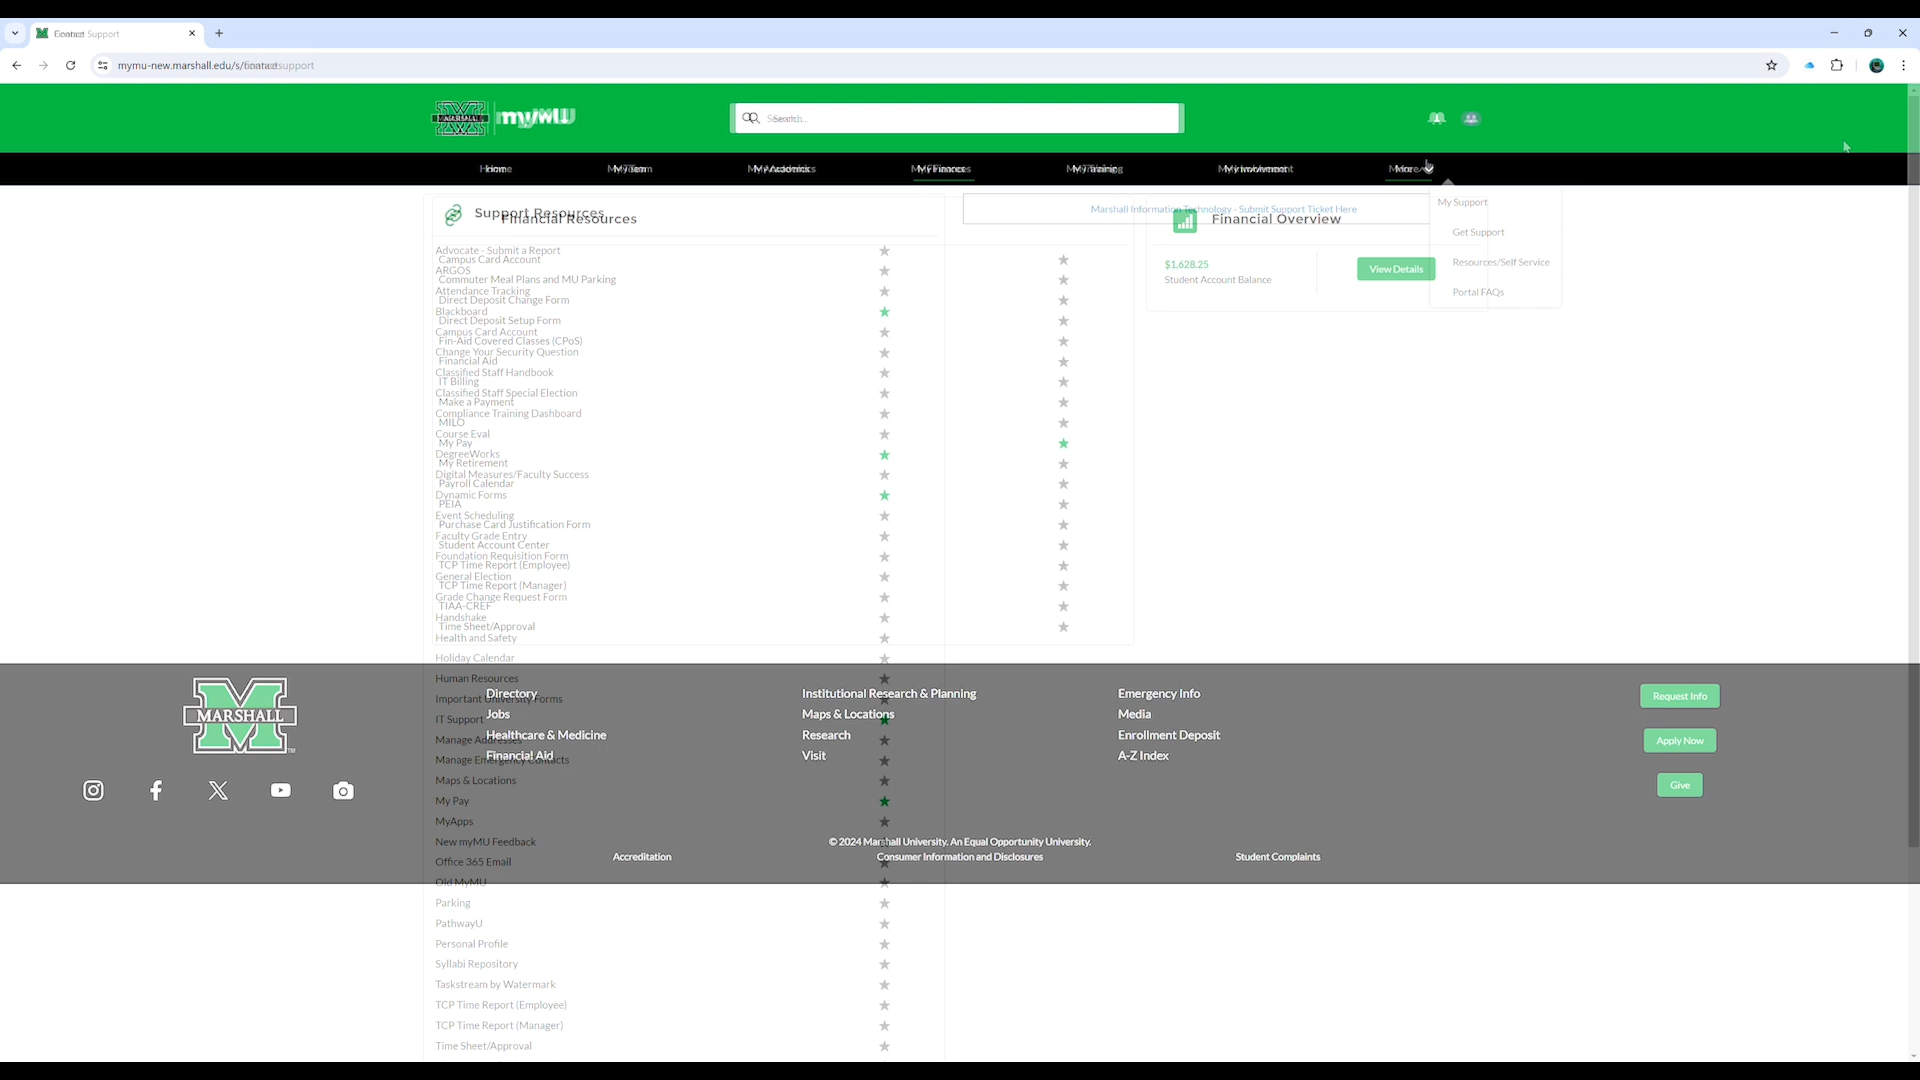 Support
mymu-new.marshall.edu/s/
support
MARSHALL
myMU
Search...
Home
My Team
My Academics
My Finances
My Training
My Involvement
More
My Support
Get Support
Resources/Self Service
Portal FAQs
Support Resources
Advocate - Submit a Report
ARGOS
Attendance Tracking
Blackboard
Campus Card Account
Change Your Security Question
Classified Staff Handbook
Classified Staff Special Election
Compliance Training Dashboard
Course Eval
DegreeWorks
Digital Measures/Faculty Success
Dynamic Forms
Event Scheduling
Faculty Grade Entry
Foundation Requisition Form
General Election
Grade Change Request Form
Handshake
Health and Safety
Holiday Calendar
Human Resources
Important University Forms
IT Support
Manage Addresses
Manage Emergency Contacts
Maps & Locations
My Pay
MyApps
New myMU Feedback
Office 365 Email
Old MyMU
Parking
PathwayU
Personal Profile
Syllabi Repository
Taskstream by Watermark
TCP Time Report (Employee)
TCP Time Report (Manager)
Time Sheet/Approval
Financial Resources
Campus Card Account
Commuter Meal Plans and MU Parking
Direct Deposit Change Form
Direct Deposit Setup Form
Fin-Aid Covered Classes (CPoS)
Financial Aid
IT Billing
Make a Payment
MILO
My Pay
My Retirement
Payroll Calendar
PEIA
Purchase Card Justification Form
Student Account Center
TCP Time Report (Employee)
TCP Time Report (Manager)
TIAA-CREF
Time Sheet/Approval
Marshall Information Technology - Submit Support Ticket Here
Financial Overview
$1,628.25
Student Account Balance
View Details
MARSHALL
TM
Directory
Jobs
Healthcare & Medicine
Financial Aid
Institutional Research & Planning
Maps & Locations
Research
Visit
Emergency Info
Media
Enrollment Deposit
A-Z Index
Request Info
Apply Now
Give
© 2024 Marshall University. An Equal Opportunity University.
Accreditation
Consumer Information and Disclosures
Student Complaints